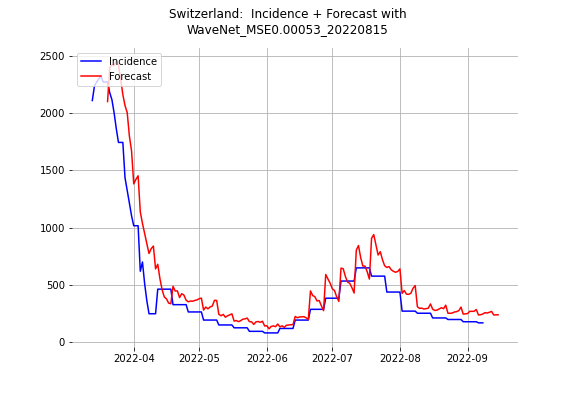 Switzerland:  Incidence + Forecast with
WaveNet_MSE0.00053_20220815
Incidence
Forecast
2500
2000
1500
1000
500
0
2022-04 2022-05 2022-06 2022-07 2022-08 2022-09